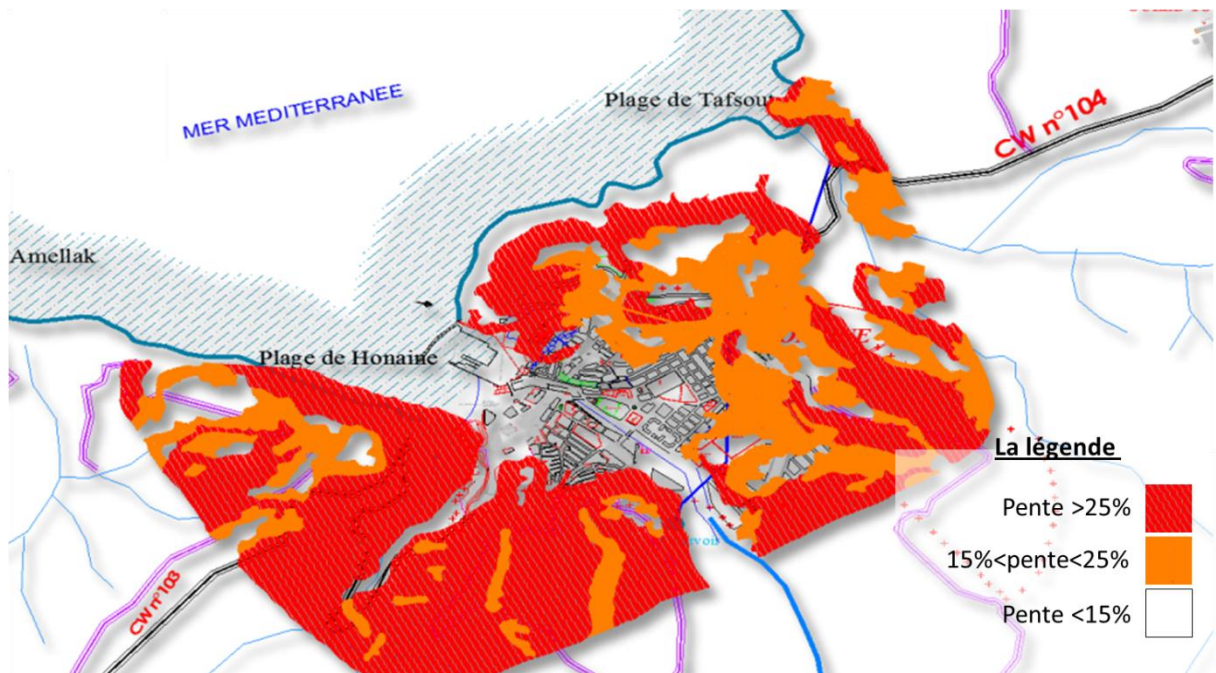 MER MEDITERRANEE
Plage de Tafsout
CW n°104
Amellak
Plage de Honaine
CW n°103
La légende
Pente >25%
15%<pente<25%
Pente <15%